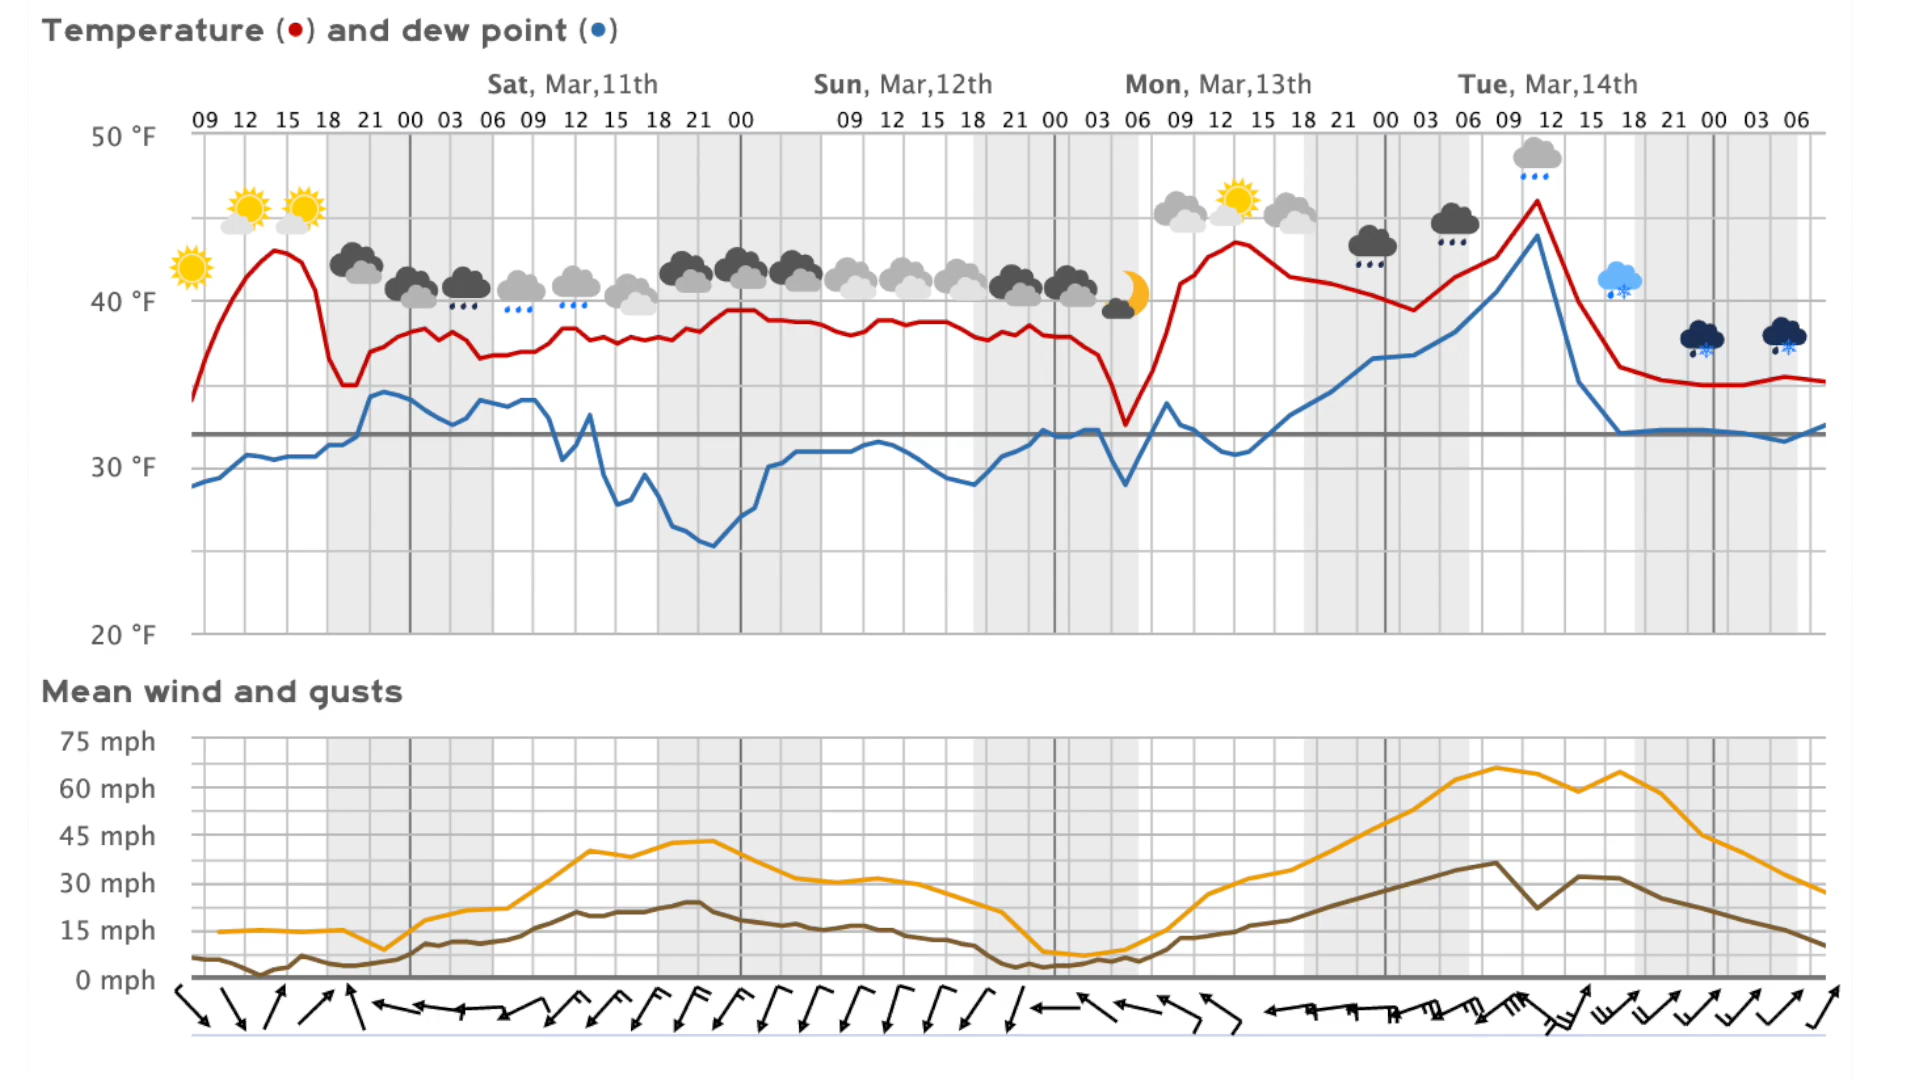 Temperature (•) and dew point (•)
Sat, Mar,11th Sun, Mar,12th Mon, Mar,13th Tue, Mar,14th
09 12 15 18 21 00 03 06 09 12 15 18 21 00 09 12 15 18 21 00 03 06 09 12 15 18 21 00 03 06 09 12 15 18 21 00 03 06
50 °F
40 °F
30 °F
20 °F
Mean wind and gusts
75 mph
60 mph
45 mph
30 mph
15 mph
0 mph